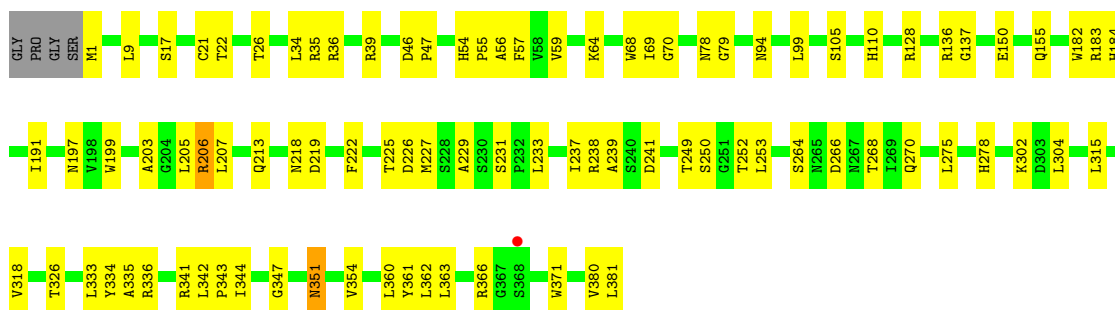 GLY PRO GLY SER M1 L9 S17 C21 T22 T26 L34 R35 R36 R39 D46 P47 H54 P55 A56 F57 V58 V59 K64 W68 I69 G70 N78 G79 N94 L99 S105 H110 R128 R136 G137 E150 Q155 W182 R183 H184
I191 N197 V198 W199 A203 G204 L205 R206 L207 Q213 N218 D219 F222 T225 D226 M227 S228 A229 S230 S231 P232 L233 I237 R238 A239 S240 D241 T249 S250 G251 T252 L253 S264 N265 D266 N267 T268 I269 Q270 L275 H278 K302 D303 L304 L315
V318 T326 L333 Y334 A335 R336 R341 L342 P343 I344 G347 N351 V354 L360 Y361 L362 L363 R366 G367 S368 W371 V380 L381